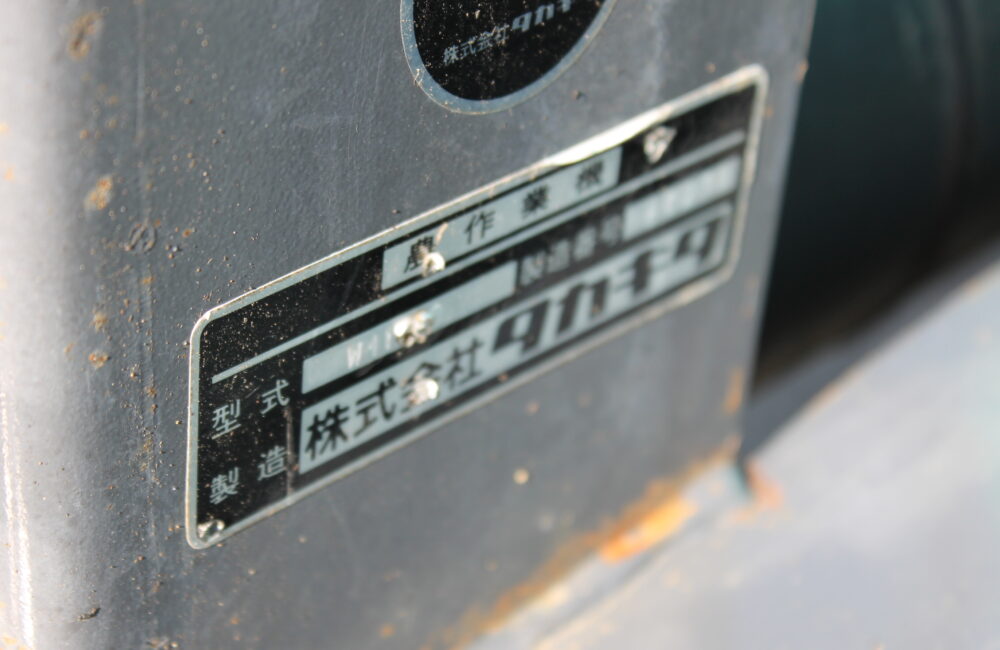 株式会社タカキタ
農作業機
型式
製造番号
製造 株式会社タカキタ